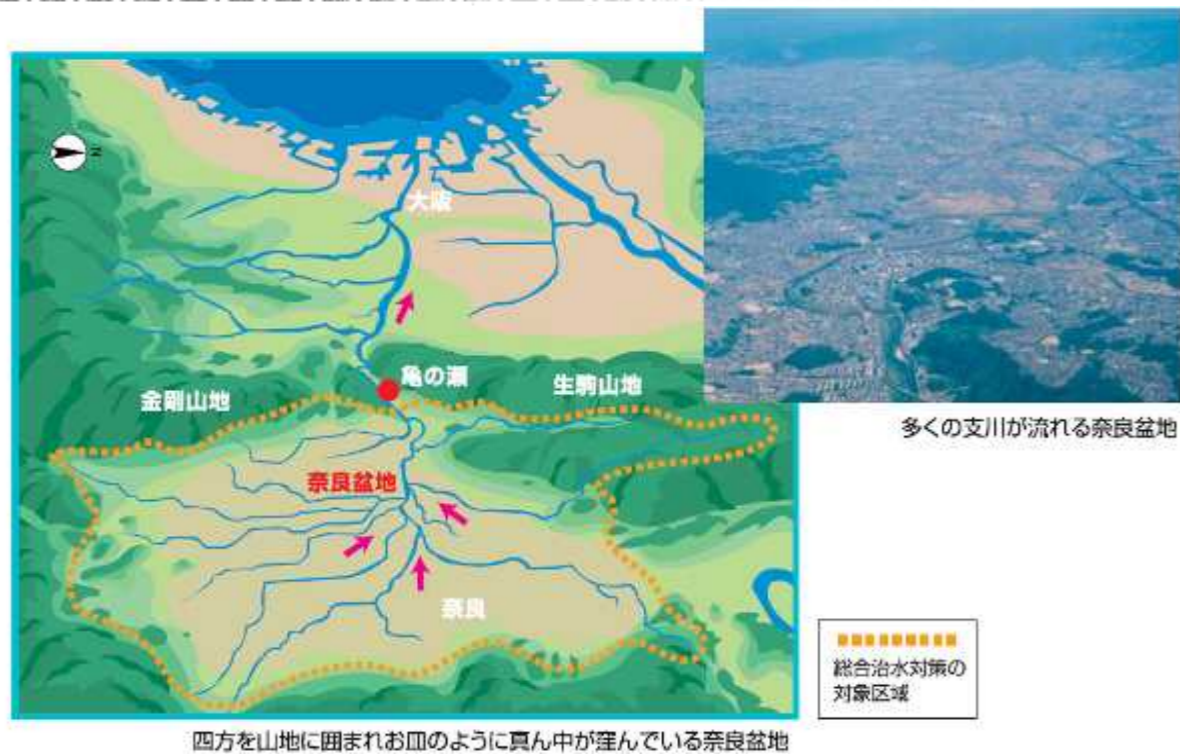 N
大阪
亀の瀬
金剛山地
生駒山地
奈良盆地
奈良
多くの支川が流れる奈良盆地
総合治水対策の
対象区域
四方を山地に囲まれお皿のように真ん中が窪んでいる奈良盆地